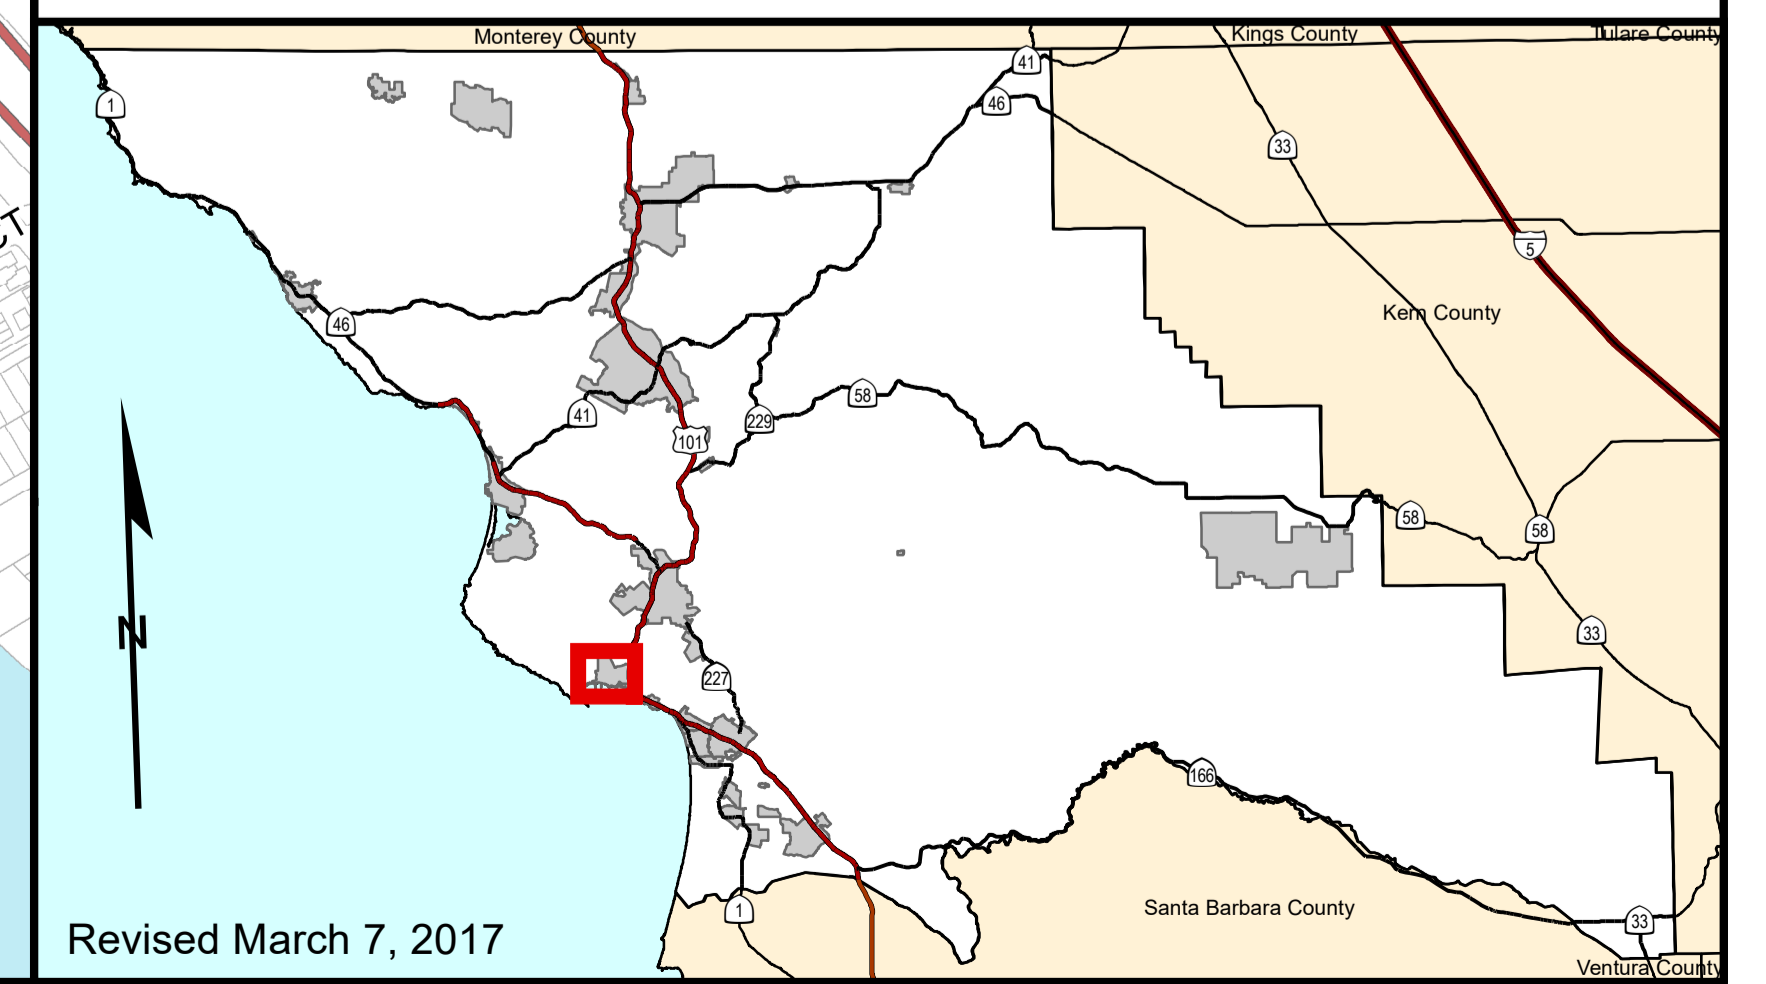 Monterey County
Kings County
Tulare County
41
46
1
33
CT
5
Kern County
46
58
41
229
101
58
58
N
33
227
166
Santa Barbara County
1
33
Revised March 7, 2017
Ventura County